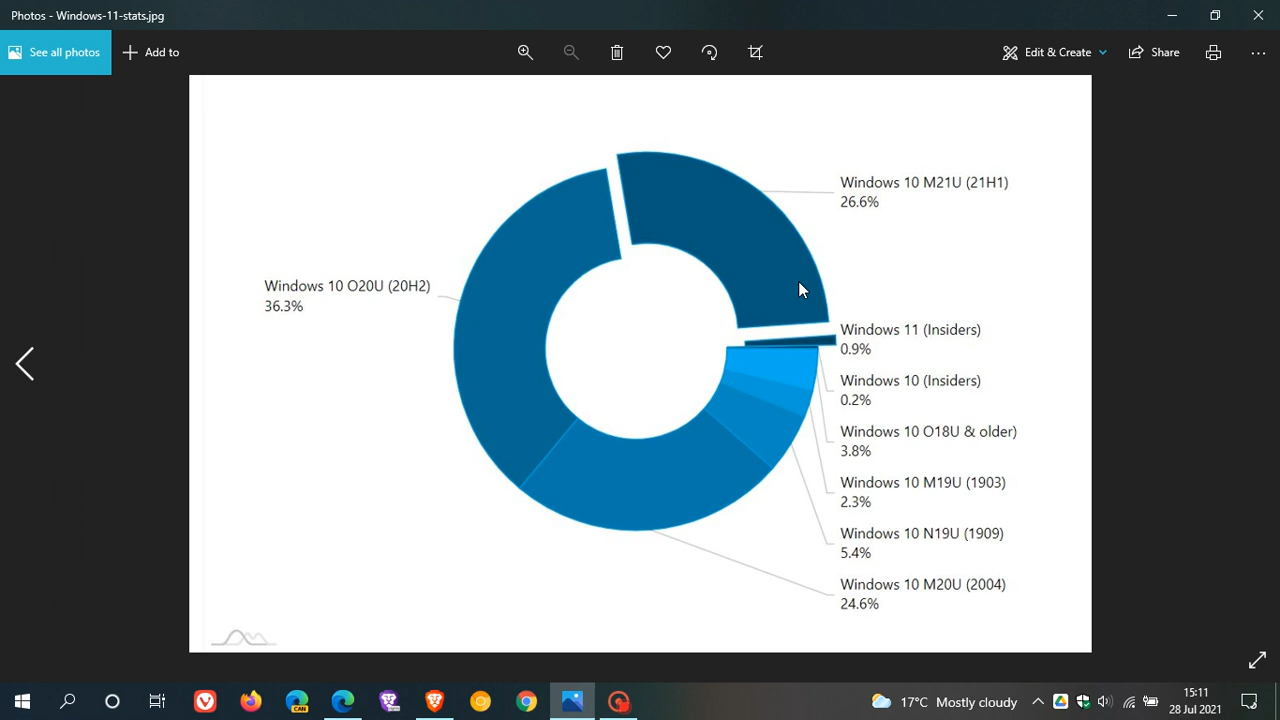 Photos - Windows-11-stats.jpg
See all photos
Add to
Edit & Create
Share
Windows 10 M21U (21H1)
26.6%
Windows 10 O20U (20H2)
36.3%
Windows 11 (Insiders)
0.9%
Windows 10 (Insiders)
0.2%
Windows 10 O18U & older)
3.8%
Windows 10 M19U (1903)
2.3%
Windows 10 N19U (1909)
5.4%
Windows 10 M20U (2004)
24.6%
CAN
17°C Mostly cloudy
15:11
28 Jul 2021